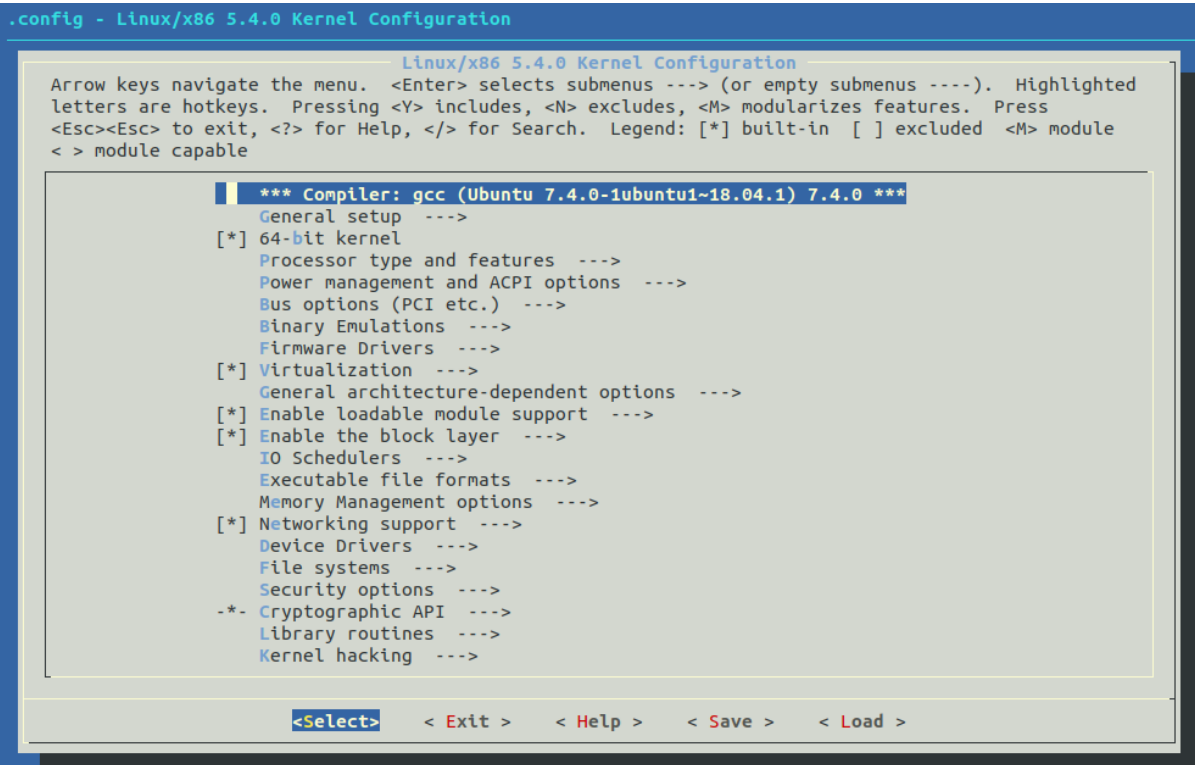 .config - Linux/x86 5.4.0 Kernel Configuration
Linux/x86 5.4.0 Kernel Configuration
Arrow keys navigate the menu.  <Enter> selects submenus ---> (or empty submenus ----).  Highlighted
letters are hotkeys.  Pressing <Y> includes, <N> excludes, <M> modularizes features.  Press
<Esc><Esc> to exit, <?> for Help, </> for Search.  Legend: [*] built-in  [ ] excluded  <M> module
< > module capable
*** Compiler: gcc (Ubuntu 7.4.0-1ubuntu1~18.04.1) 7.4.0 ***
General setup  --->
[*] 64-bit kernel
Processor type and features  --->
Power management and ACPI options  --->
Bus options (PCI etc.)  --->
Binary Emulations  --->
Firmware Drivers  --->
[*] Virtualization  --->
General architecture-dependent options  --->
[*] Enable loadable module support  --->
[*] Enable the block layer  --->
IO Schedulers  --->
Executable file formats  --->
Memory Management options  --->
[*] Networking support  --->
Device Drivers  --->
File systems  --->
Security options  --->
-*- Cryptographic API  --->
Library routines  --->
Kernel hacking  --->
<Select>    < Exit >    < Help >    < Save >    < Load >